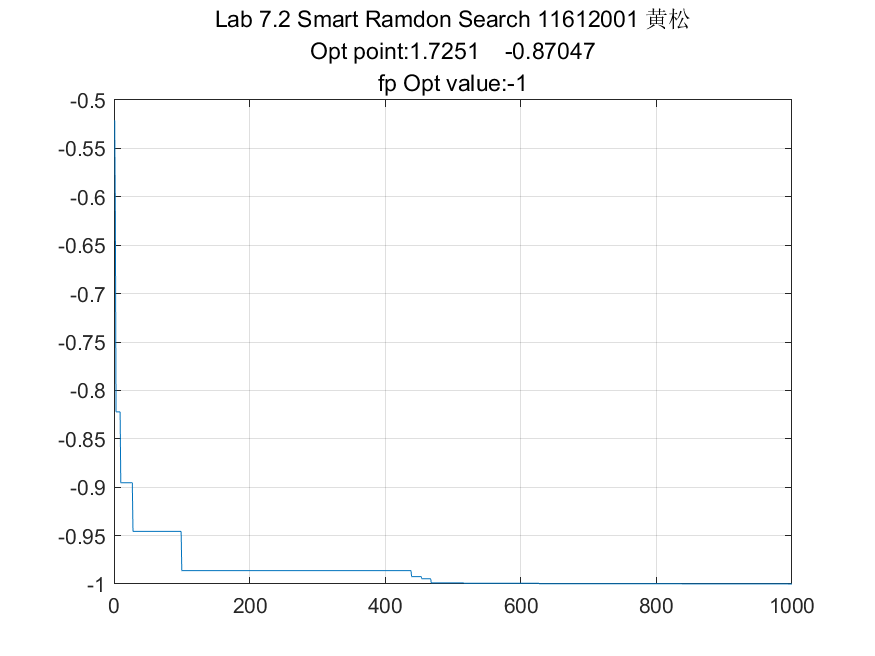 Lab 7.2 Smart Ramdon Search 11612001 黄松
Opt point:1.7251    -0.87047
fp Opt value:-1
-0.5
-0.55
-0.6
-0.65
-0.7
-0.75
-0.8
-0.85
-0.9
-0.95
-1
0 200 400 600 800 1000